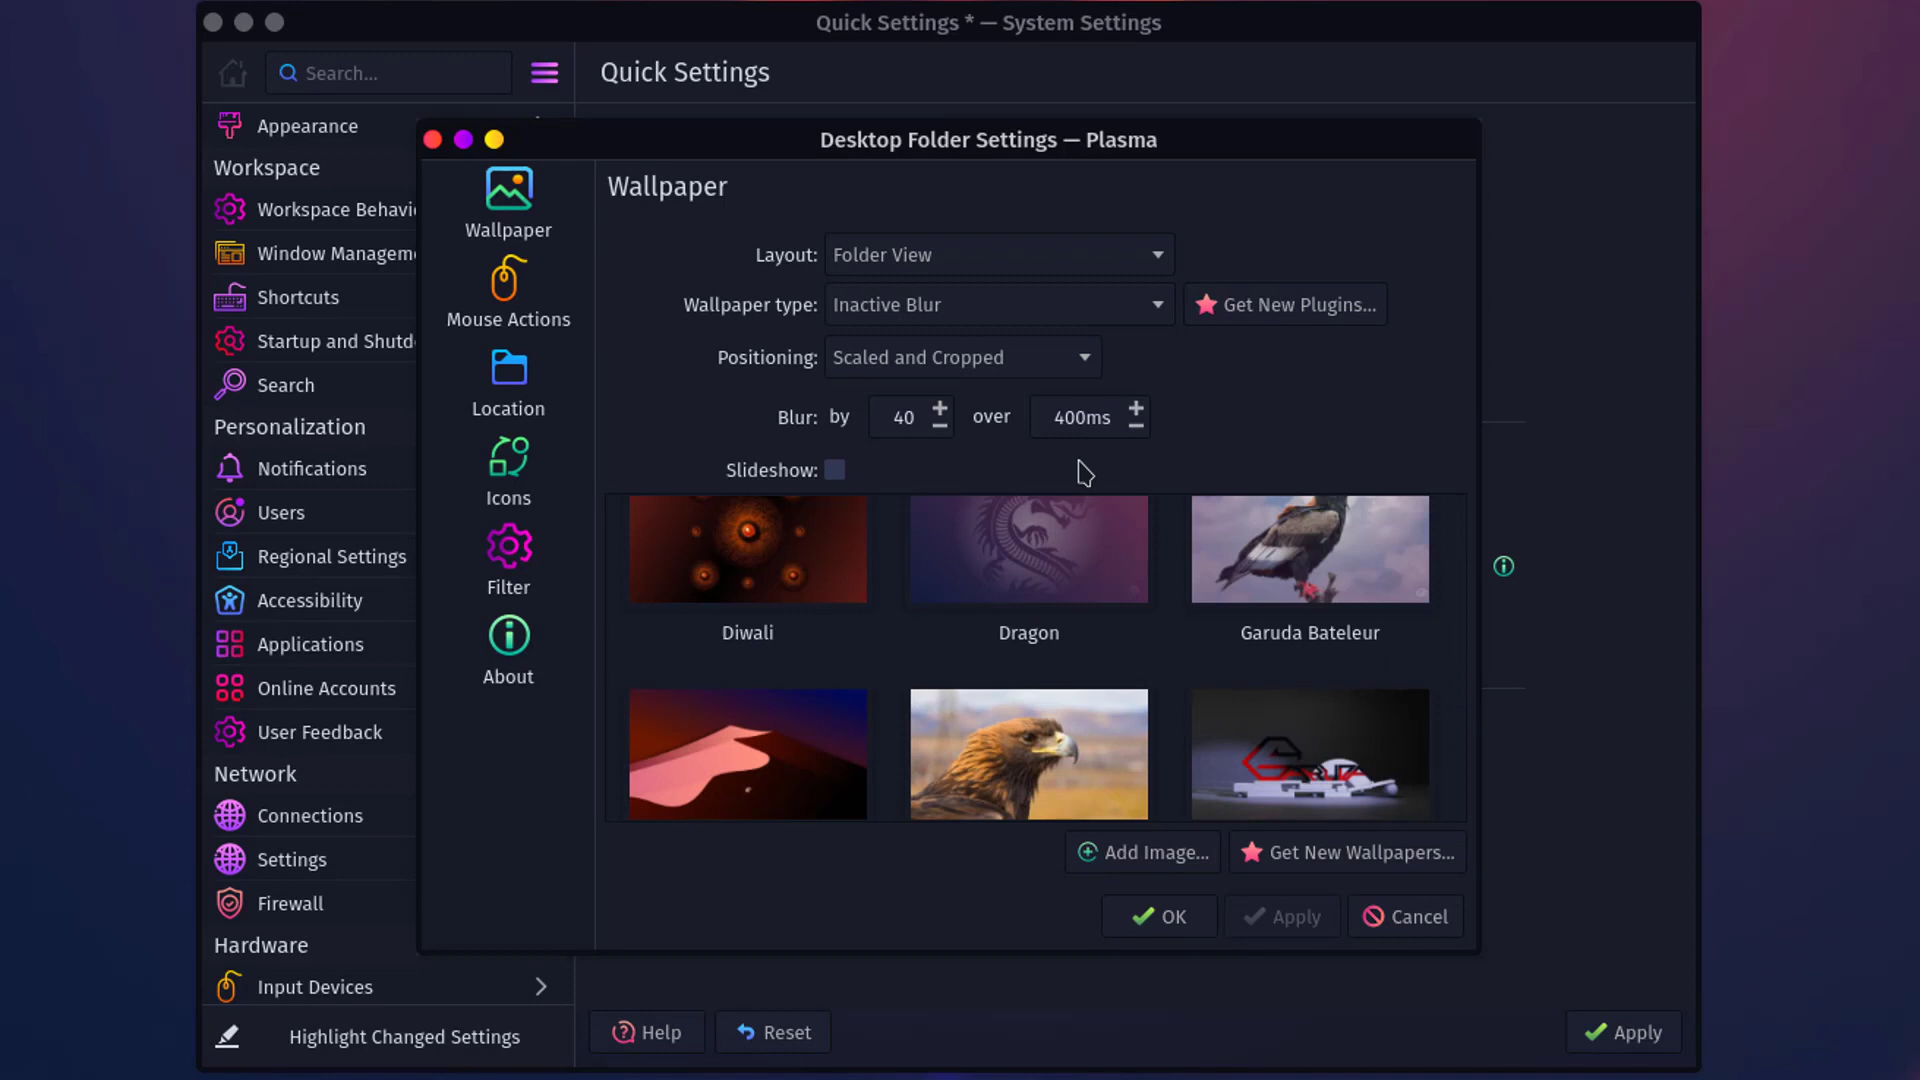 Quick Settings * — System Settings
Search...
Quick Settings
Appearance
Workspace
Workspace Behavi
Window Managem
Shortcuts
Startup and Shutd
Search
Personalization
Notifications
Users
Regional Settings
Accessibility
Applications
Online Accounts
User Feedback
Network
Connections
Settings
Firewall
Hardware
Input Devices
Highlight Changed Settings
Desktop Folder Settings — Plasma
Wallpaper
Mouse Actions
Location
Icons
Filter
About
Wallpaper
Layout: Folder View
Wallpaper type: Inactive Blur Get New Plugins...
Positioning: Scaled and Cropped
Blur: by 40 over 400ms
Slideshow:
Diwali Dragon Garuda Bateleur
Add Image... Get New Wallpapers...
OK Apply Cancel
Help Reset Apply